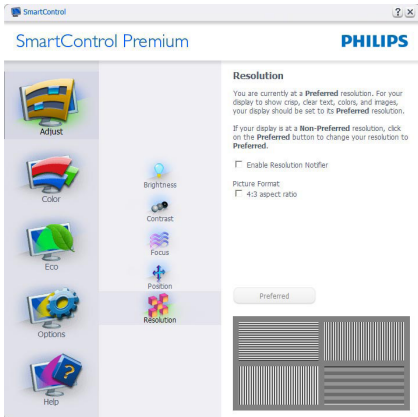 SmartControl
SmartControl Premium
PHILIPS
Adjust
Color
Eco
Options
Help
Brightness
Contrast
Focus
Position
Resolution
Resolution
You are currently at a Preferred resolution. For your
display to show crisp, clear text, colors, and images,
your display should be set to its Preferred resolution.
If your display is at a Non-Preferred resolution, click
on the Preferred button to change your resolution to
Preferred.
Enable Resolution Notifier
Picture Format
4:3 aspect ratio
Preferred